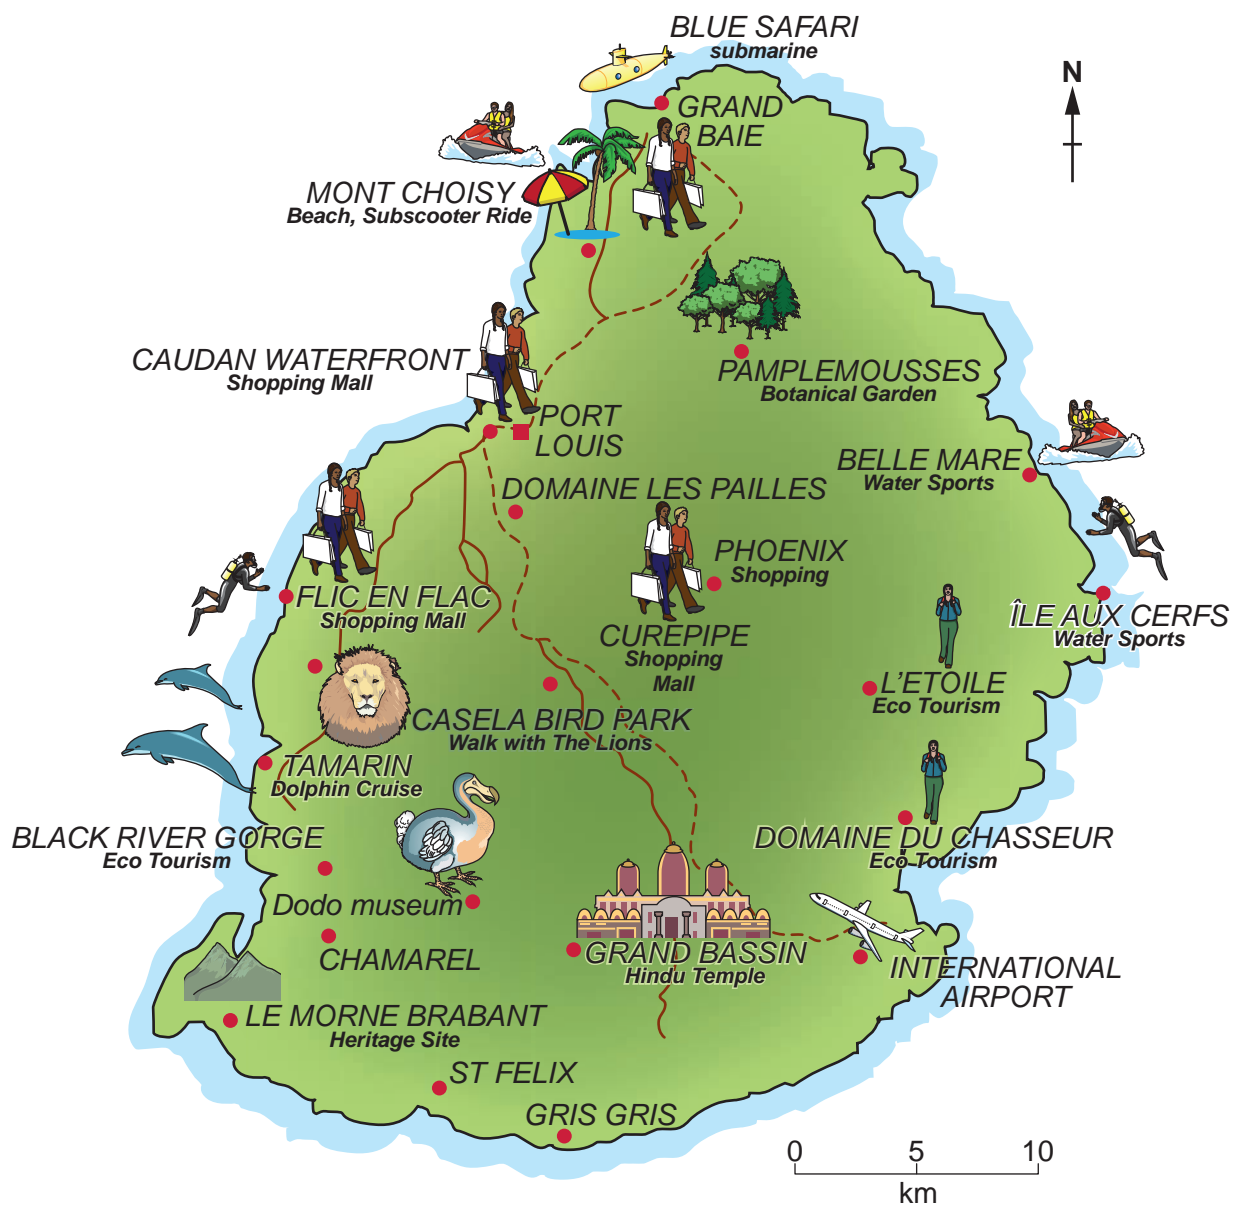 BLUE SAFARI
submarine
N
GRAND
BAIE
MONT CHOISY
Beach, Subscooter Ride
CAUDAN WATERFRONT
Shopping Mall
PAMPLEMOUSSES
Botanical Garden
PORT
LOUIS
BELLE MARE
Water Sports
DOMAINE LES PAILLES
PHOENIX
Shopping
FLIC EN FLAC
Shopping Mall
ÎLE AUX CERFS
Water Sports
CUREPIPE
Shopping
Mall
L'ETOILE
Eco Tourism
CASELA BIRD PARK
Walk with The Lions
TAMARIN
Dolphin Cruise
BLACK RIVER GORGE
Eco Tourism
DOMAINE DU CHASSEUR
Eco Tourism
Dodo museum
CHAMAREL
GRAND BASSIN
Hindu Temple
INTERNATIONAL
AIRPORT
LE MORNE BRABANT
Heritage Site
ST FELIX
GRIS GRIS
0 5 10
km